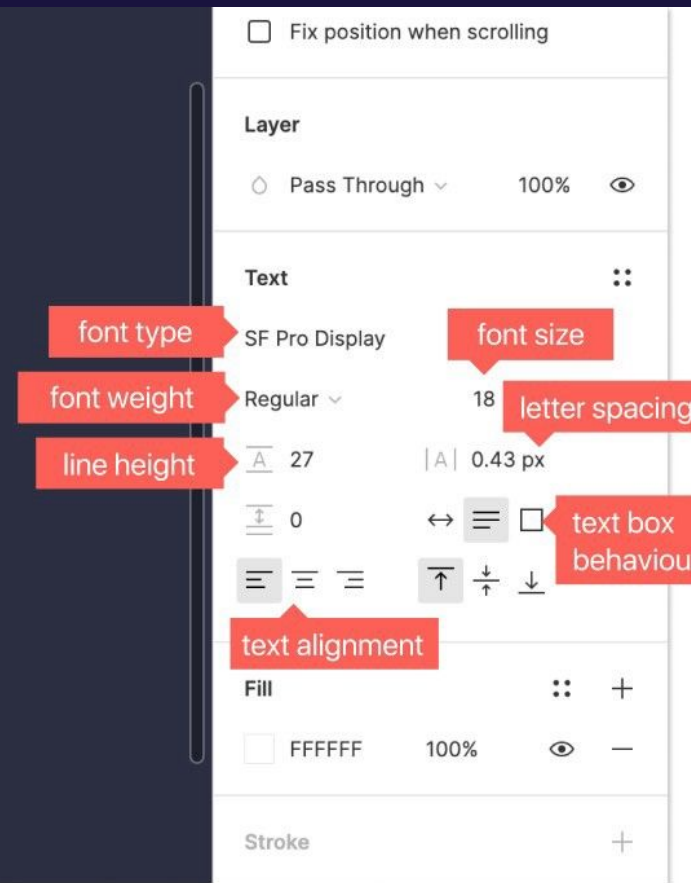 Fix position when scrolling
Layer
Pass Through 100%
Text
font type
SF Pro Display
font size
font weight
Regular
18
letter spacing
line height
A 27
|A| 0.43 px
0
text box
behaviou
text alignment
Fill
FFFFFF 100%
Stroke